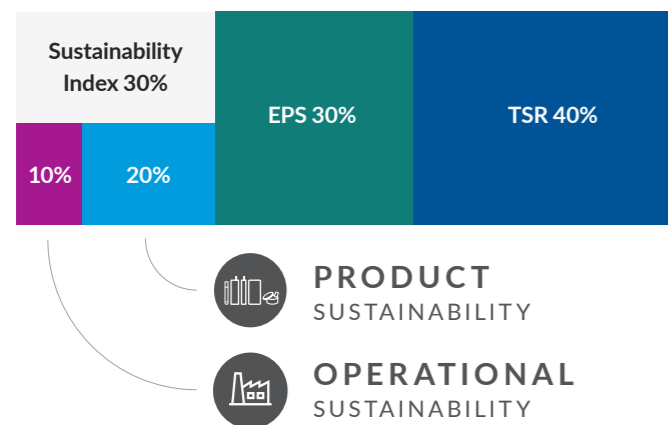 Sustainability
Index 30%
EPS 30%
TSR 40%
10%
20%
PRODUCT
SUSTAINABILITY
OPERATIONAL
SUSTAINABILITY